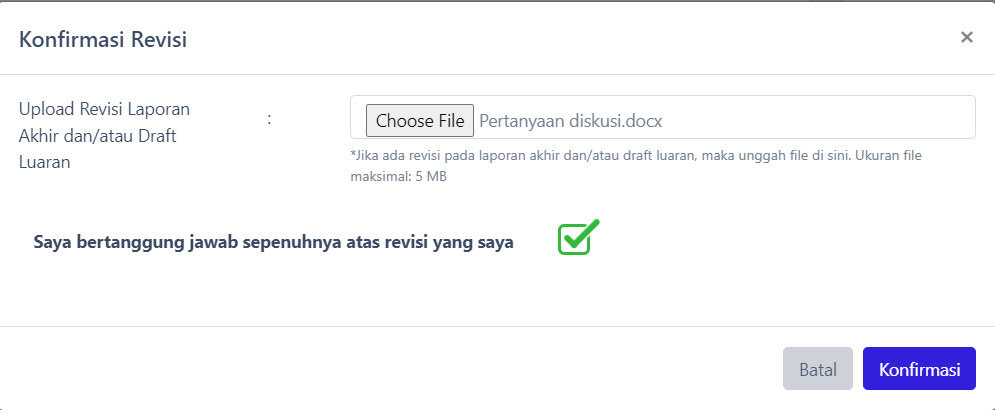 Konfirmasi Revisi
×
Upload Revisi Laporan
Akhir dan/atau Draft
Luaran
:
Choose File Pertanyaan diskusi.docx
*Jika ada revisi pada laporan akhir dan/atau draft luaran, maka unggah file di sini. Ukuran file
maksimal: 5 MB
Saya bertanggung jawab sepenuhnya atas revisi yang saya
Batal
Konfirmasi